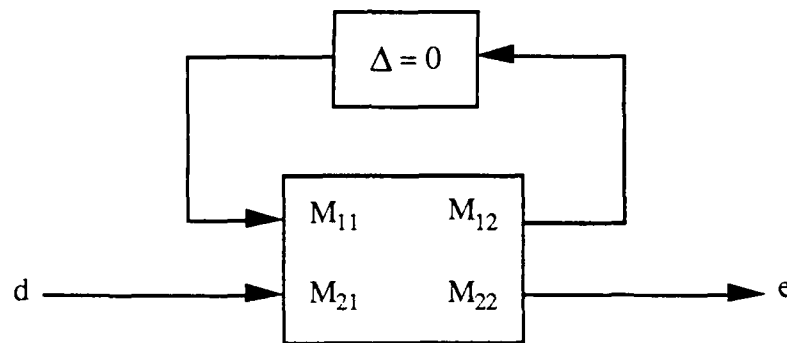 Δ = 0
M₁₁ M₁₂
d M₂₁ M₂₂ e